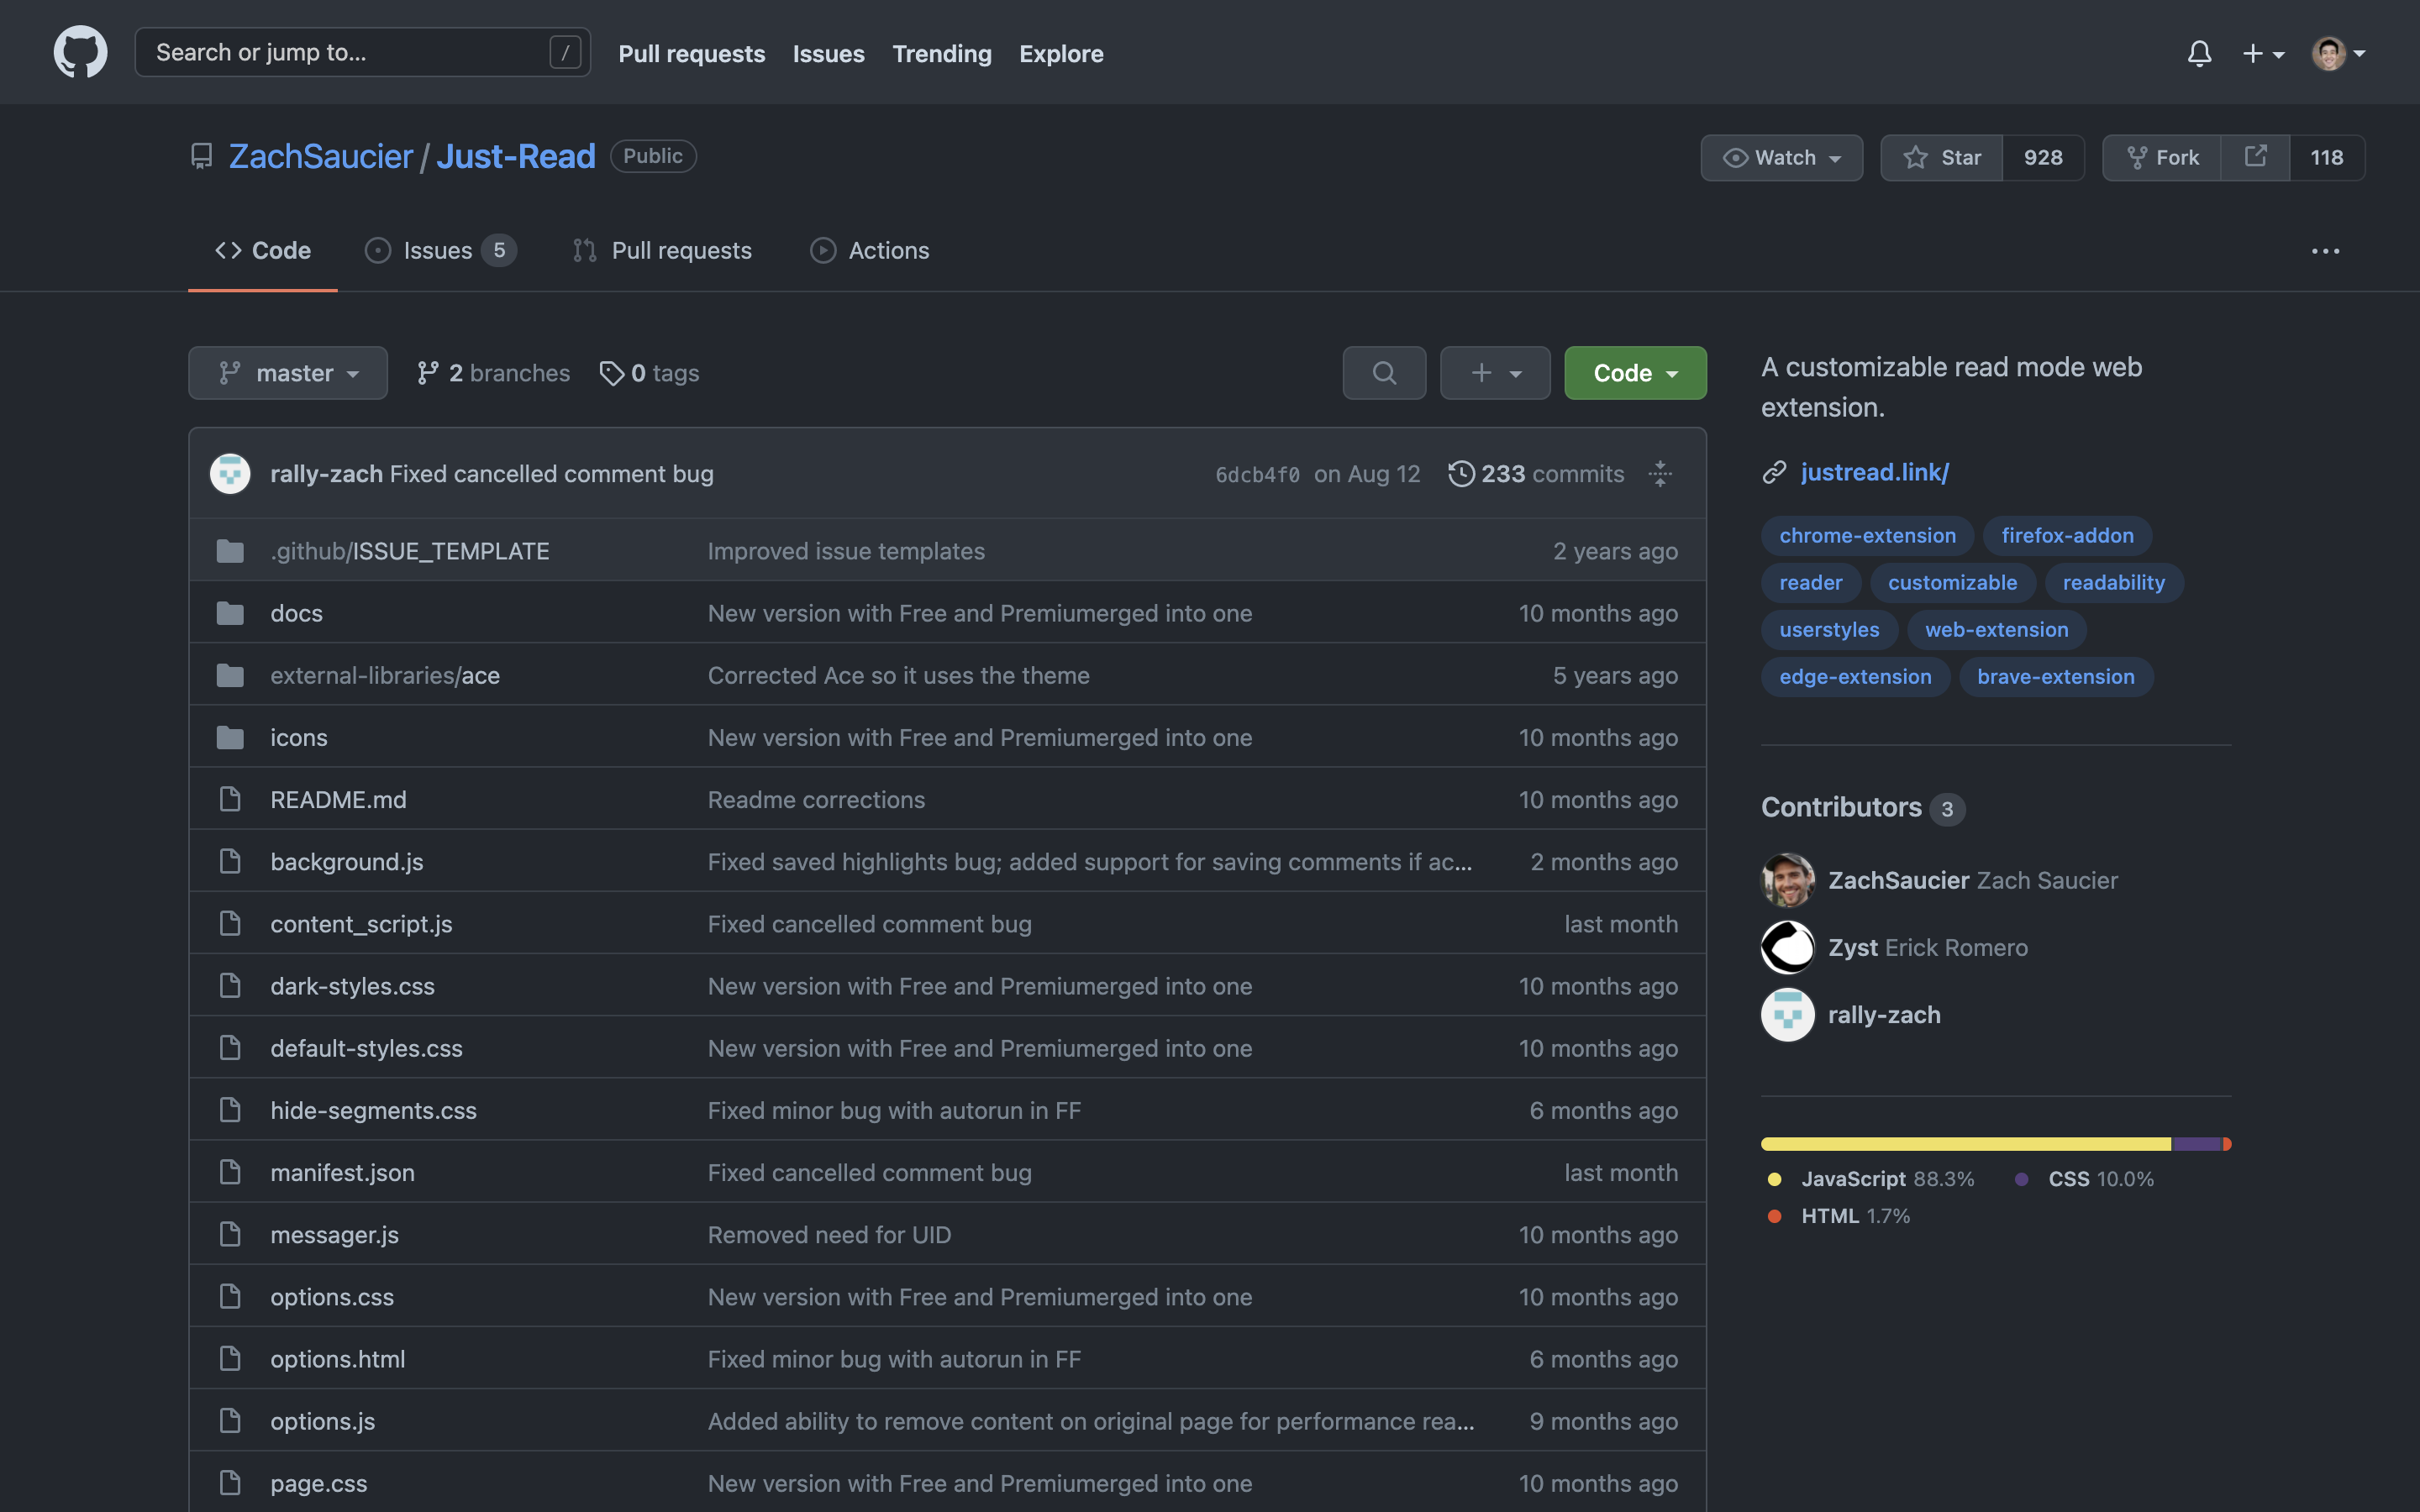 Search or jump to... / Pull requests Issues Trending Explore
ZachSaucier / Just-Read Public Watch Star 928 Fork 118
Code Issues 5 Pull requests Actions
master 2 branches 0 tags Code
rally-zach Fixed cancelled comment bug 6dcb4f0 on Aug 12 233 commits
.github/ISSUE_TEMPLATE Improved issue templates 2 years ago
docs New version with Free and Premiumerged into one 10 months ago
external-libraries/ace Corrected Ace so it uses the theme 5 years ago
icons New version with Free and Premiumerged into one 10 months ago
README.md Readme corrections 10 months ago
background.js Fixed saved highlights bug; added support for saving comments if ac... 2 months ago
content_script.js Fixed cancelled comment bug last month
dark-styles.css New version with Free and Premiumerged into one 10 months ago
default-styles.css New version with Free and Premiumerged into one 10 months ago
hide-segments.css Fixed minor bug with autorun in FF 6 months ago
manifest.json Fixed cancelled comment bug last month
messager.js Removed need for UID 10 months ago
options.css New version with Free and Premiumerged into one 10 months ago
options.html Fixed minor bug with autorun in FF 6 months ago
options.js Added ability to remove content on original page for performance rea... 9 months ago
page.css New version with Free and Premiumerged into one 10 months ago
A customizable read mode web
extension.
justread.link/
chrome-extension firefox-addon
reader customizable readability
userstyles web-extension
edge-extension brave-extension
Contributors 3
ZachSaucier Zach Saucier
Zyst Erick Romero
rally-zach
JavaScript 88.3% CSS 10.0%
HTML 1.7%